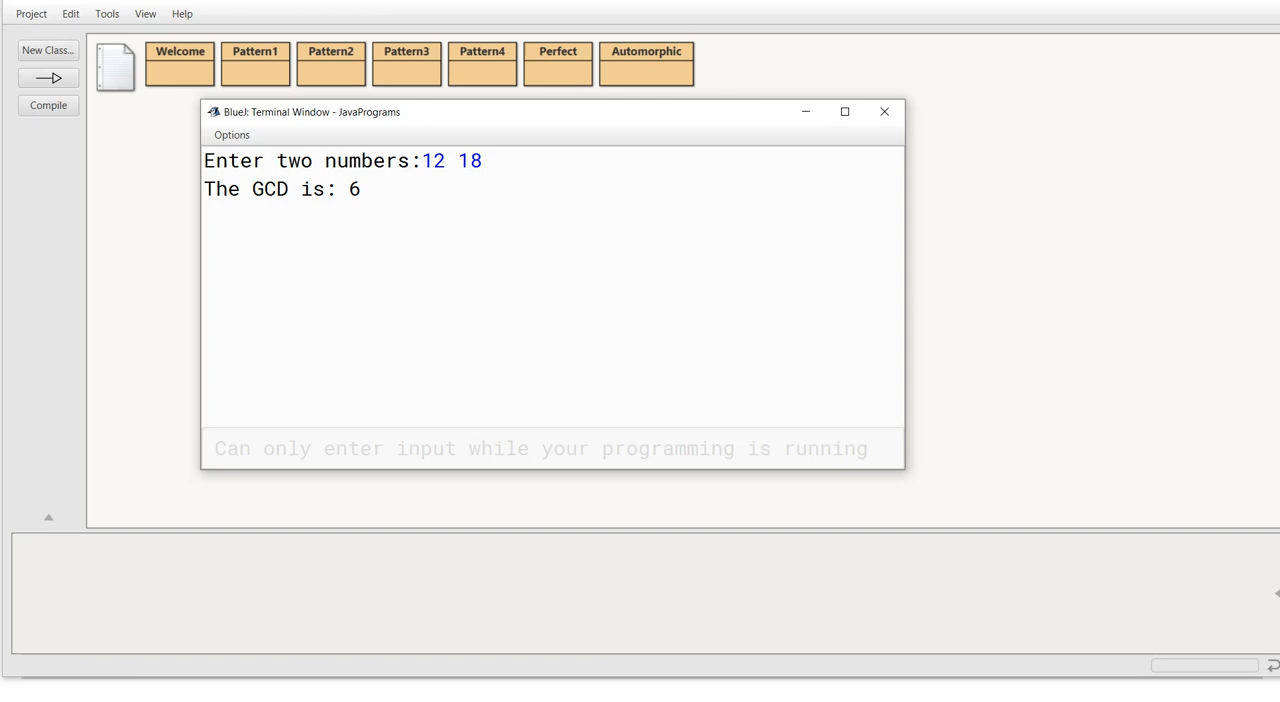 Project Edit Tools View Help
New Class...
Compile
Welcome Pattern1 Pattern2 Pattern3 Pattern4 Perfect Automorphic
BlueJ: Terminal Window - JavaPrograms
Options
Enter two numbers:12 18
The GCD is: 6
Can only enter input while your programming is running